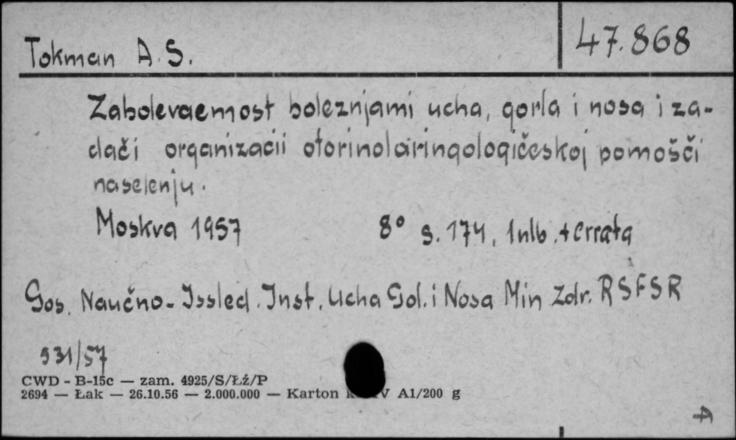 47.868
Tokman A.S.
Zabolevaemost boleznjami ucha, gorla i nosa i za-
dači organizacii otorinolaringologičeskoj pomošči
naselenju.
Moskva 1957 8° s. 174, 1nlb. + errata
Gos. Naučno-Issled. Inst. Ucha Gol. i Nosa Min Zdr. RSFSR
931/57
CWD - B-15c — zam. 4925/S/Łź/P
2694 — Łak — 26.10.56 — 2.000.000 — Karton A1/200 g
A